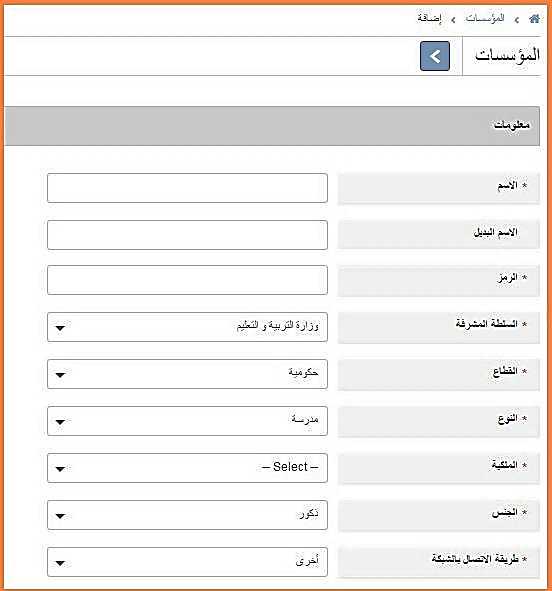 المؤسسات › إضافة
المؤسسات
معلومات
* الاسم
الاسم البديل
* الرمز
* السلطة المشرفة وزارة التربية و التعليم
* القطاع حكومية
* النوع مدرسة
* الملكية -- Select --
* الجنس ذكور
* طريقة الاتصال بالشبكة أخرى